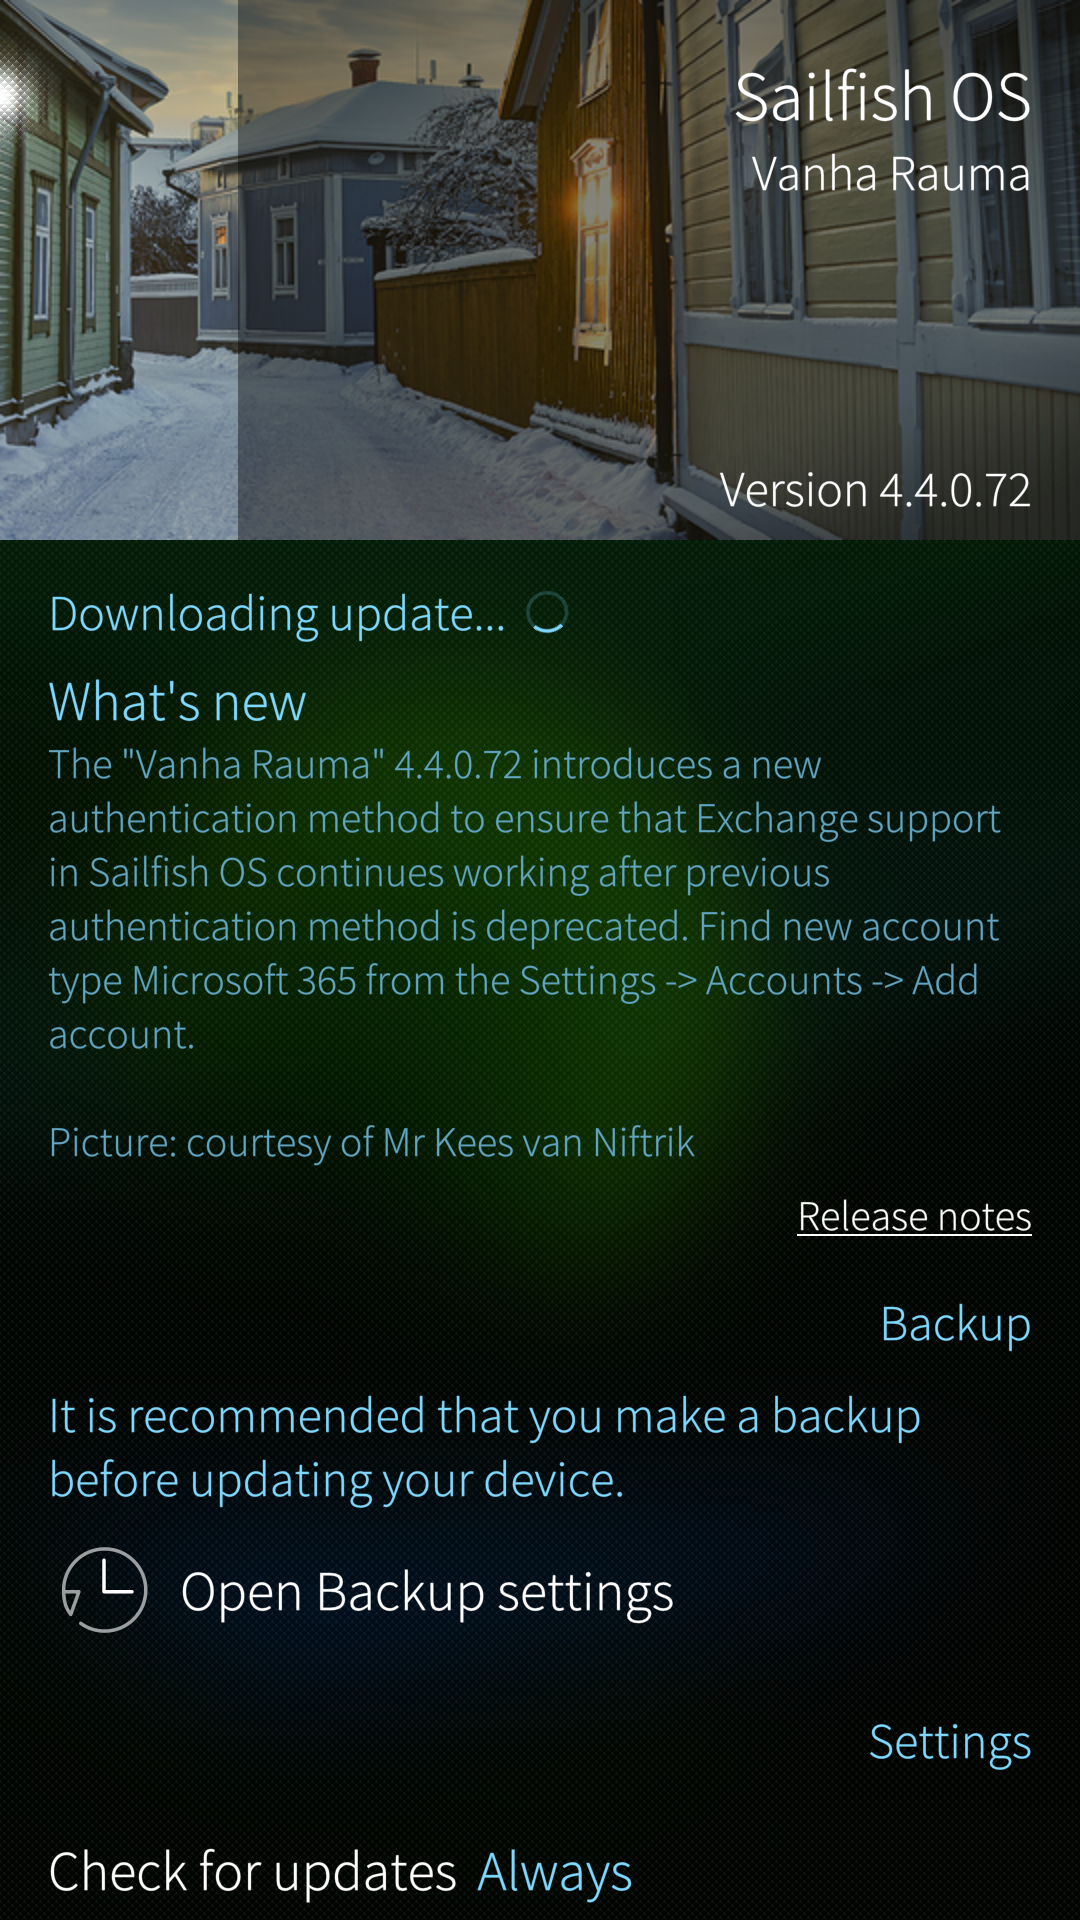 Sailfish OS
Vanha Rauma
Version 4.4.0.72
Downloading update...
What's new
The "Vanha Rauma" 4.4.0.72 introduces a new
authentication method to ensure that Exchange support
in Sailfish OS continues working after previous
authentication method is deprecated. Find new account
type Microsoft 365 from the Settings -> Accounts -> Add
account.
Picture: courtesy of Mr Kees van Niftrik
Release notes
Backup
It is recommended that you make a backup
before updating your device.
Open Backup settings
Settings
Check for updates Always